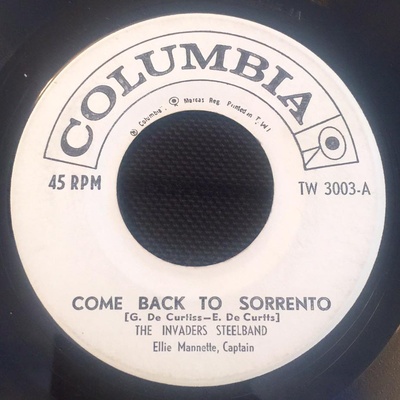 COLUMBIA
"Columbia", Marcas Reg. Printed in T.W.I.
45 RPM
TW 3003-A
COME BACK TO SORRENTO
[G. De Curtiss—E. De Curtts]
THE INVADERS STEELBAND
Ellie Mannette, Captain